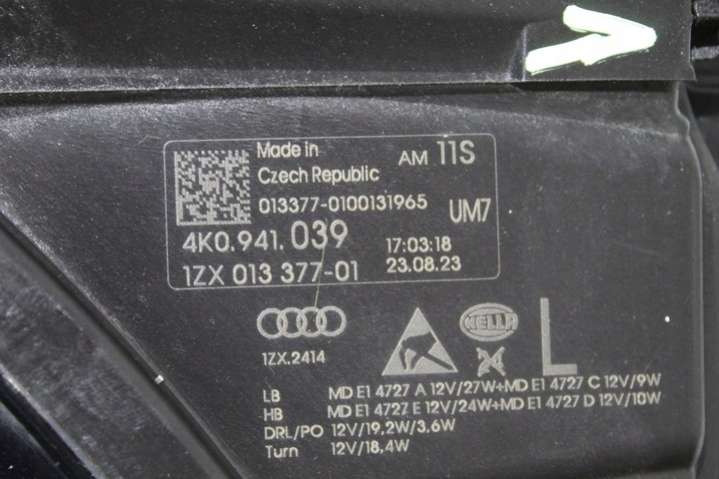 Made in
Czech Republic
AM 11S
013377-0100131965
UM7
4K0.941.039
17:03:18
1ZX 013 377-01
23.08.23
HELLA
1ZX.2414
L
LB MD E1 4727 A 12V/27W+MD E1 4727 C 12V/9W
HB MD E1 4727 E 12V/24W+MD E1 4727 D 12V/10W
DRL/PO 12V/19,2W/3,6W
Turn 12V/18,4W